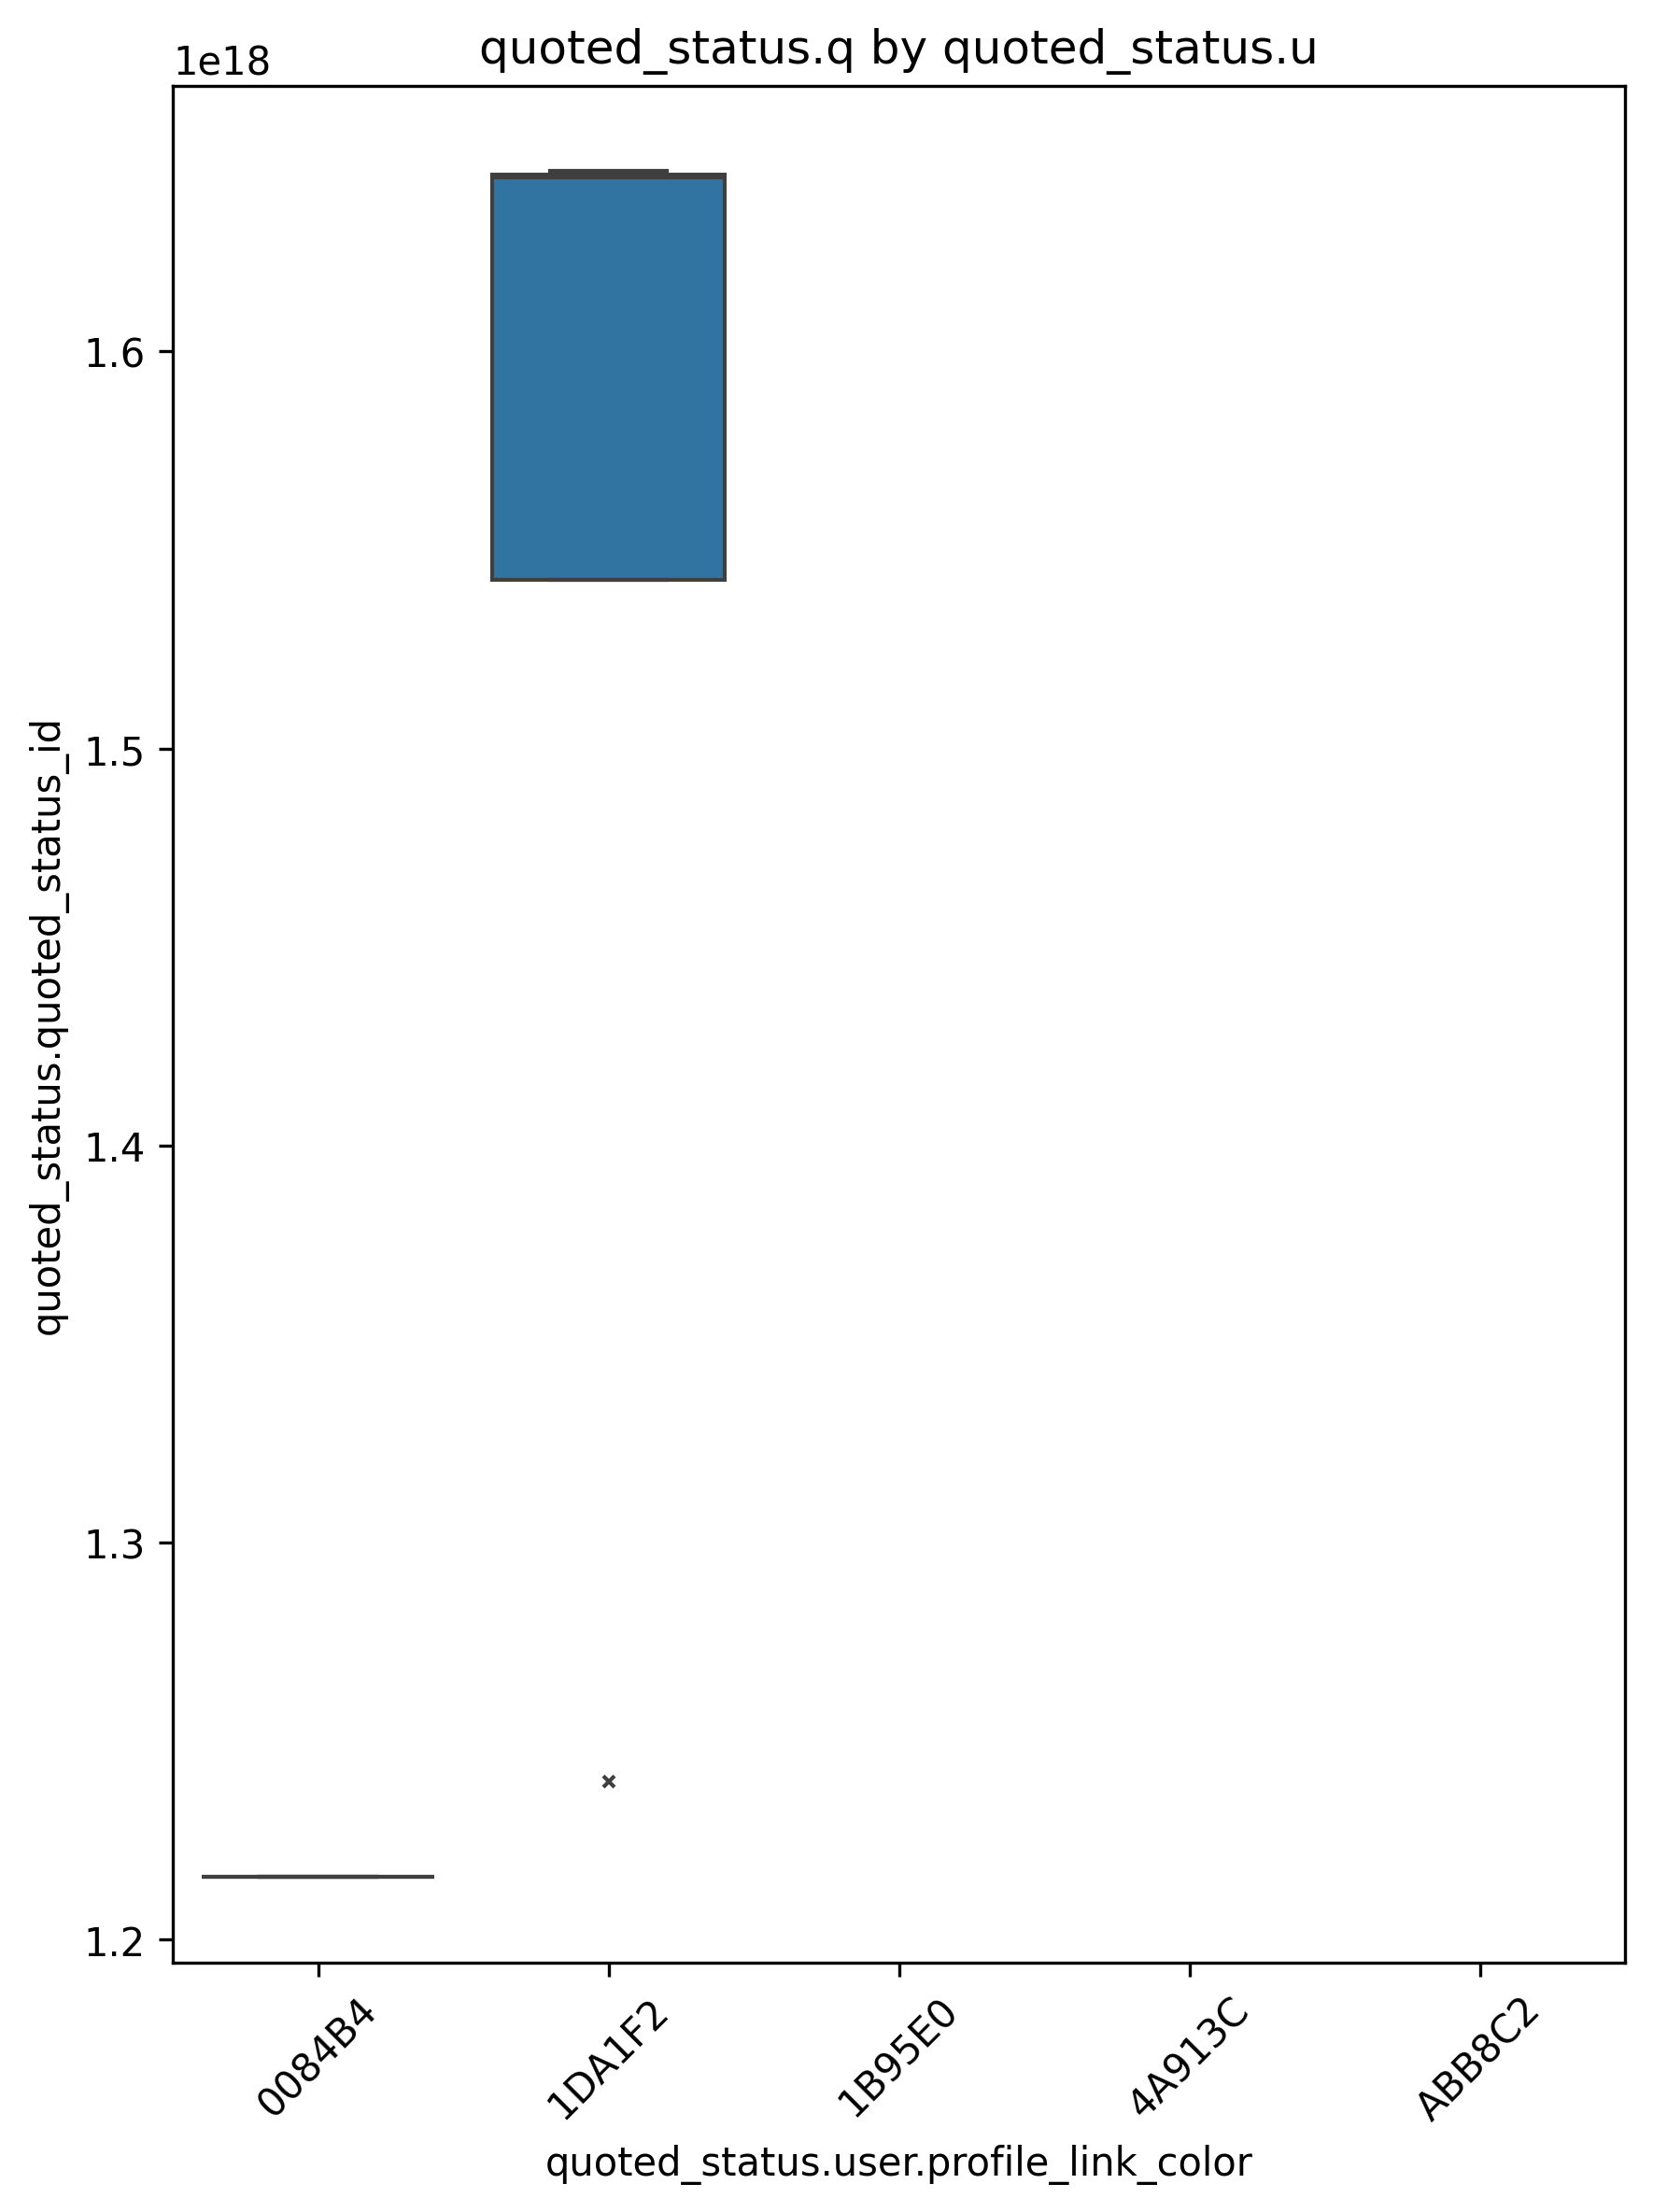 quoted_status.q by quoted_status.u
1e18
1.6
1.5
1.4
1.3
1.2
quoted_status.quoted_status_id
0084B4
1DA1F2
1B95E0
4A913C
ABB8C2
quoted_status.user.profile_link_color